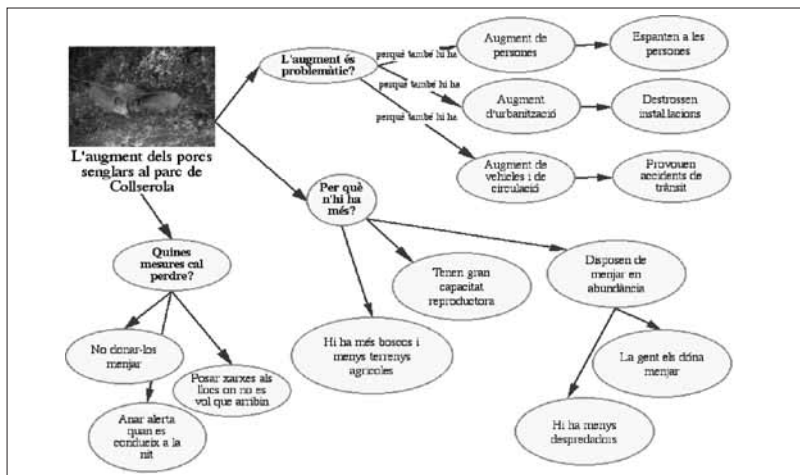 L'augment dels porcs
senglars al parc de
Collserola
L'augment és
problemàtic?
perquè també hi ha
Augment de
persones
Espanten a les
persones
perquè també hi ha
Augment
d'urbanització
Destrossen
instal.lacions
perquè també hi ha
Augment de
vehicles i de
circulació
Provouen
accidents de
trànsit
Per què
n'hi ha
més?
Hi ha més boscos i
menys terrenys
agrícoles
Tenen gran
capacitat
reproductora
Disposen de
menjar en
abundància
Hi ha menys
despredadors
La gent els dóna
menjar
Quines
mesures cal
perdre?
No donar-los
menjar
Anar alerta
quan es
condueix a la
nit
Posar xarxes als
llocs on no es
vol que arribin